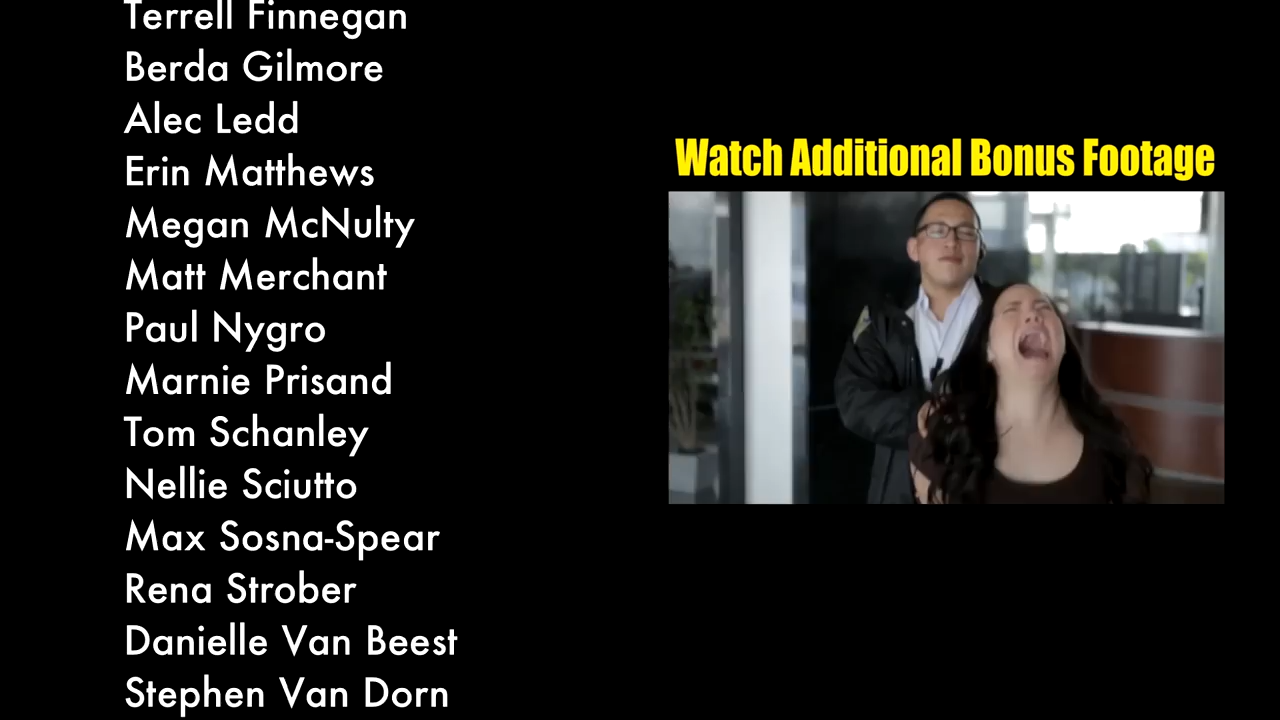 Terrell Finnegan
Berda Gilmore
Alec Ledd
Erin Matthews
Megan McNulty
Matt Merchant
Paul Nygro
Marnie Prisand
Tom Schanley
Nellie Sciutto
Max Sosna-Spear
Rena Strober
Danielle Van Beest
Stephen Van Dorn
Watch Additional Bonus Footage